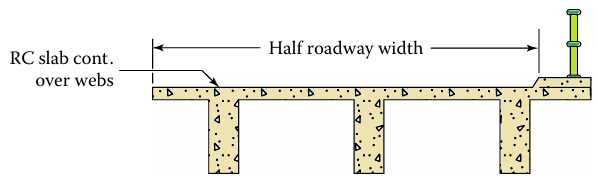 Half roadway width
RC slab cont.
over webs